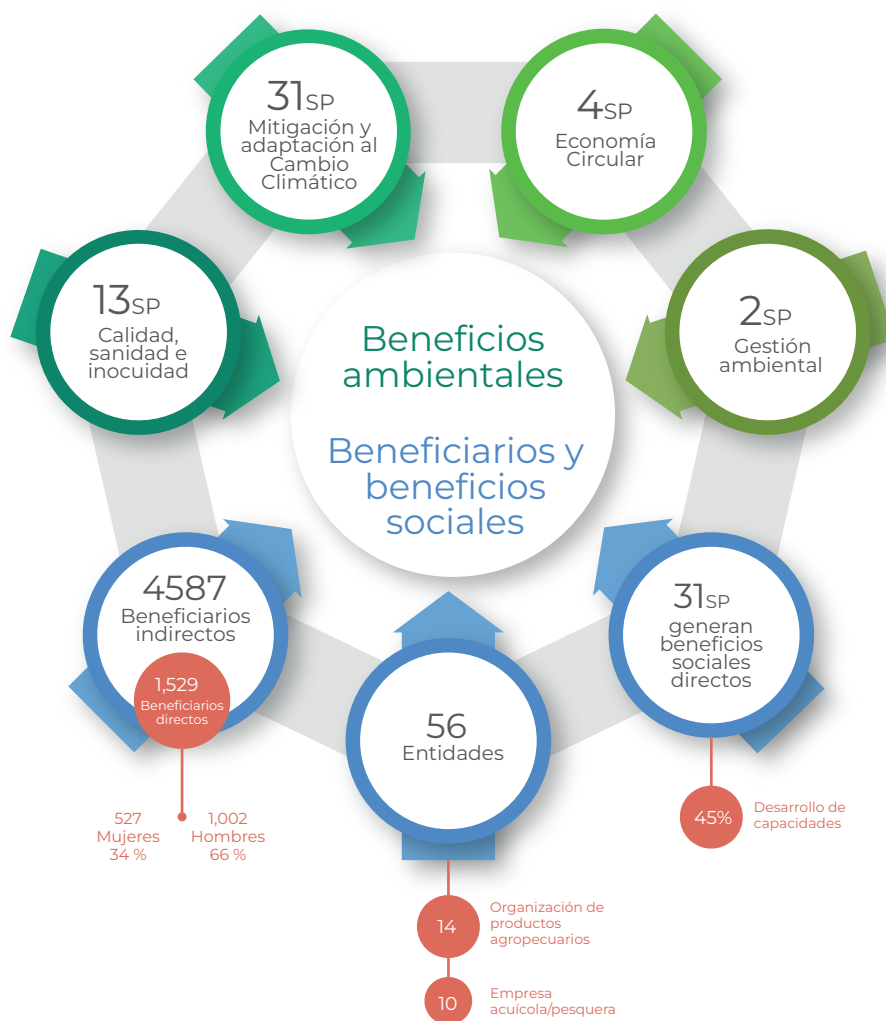 31SP
Mitigación y
adaptación al
Cambio
Climático
4SP
Economía
Circular
13SP
Calidad,
sanidad e
inocuidad
2SP
Gestión
ambiental
Beneficios
ambientales
Beneficiarios y
beneficios
sociales
4587
Beneficiarios
indirectos
1,529
Beneficiarios
directos
527
Mujeres
34 %
1,002
Hombres
66 %
56
Entidades
14
Organización de
productos
agropecuarios
10
Empresa
acuícola/pesquera
31SP
generan
beneficios
sociales
directos
45%
Desarrollo de
capacidades